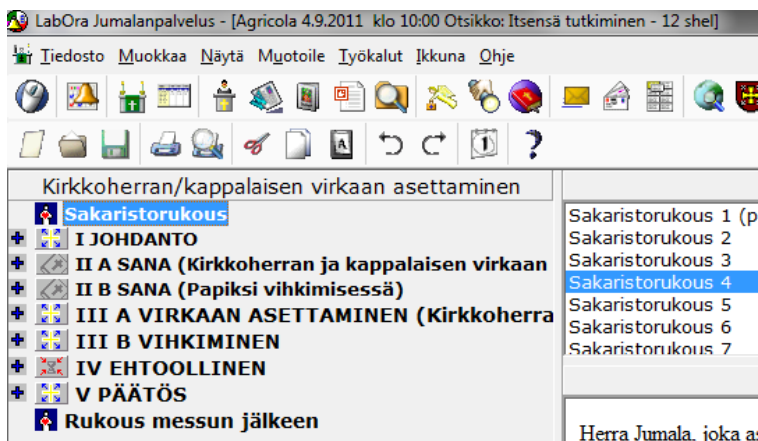 LabOra Jumalanpalvelus - [Agricola 4.9.2011 klo 10:00 Otsikko: Itsensä tutkiminen - 12 shel]
Tiedosto Muokkaa Näytä Muotoile Työkalut Ikkuna Ohje
Kirkkoherran/kappalaisen virkaan asettaminen
Sakaristorukous
I JOHDANTO
II A SANA (Kirkkoherran ja kappalaisen virkaan
II B SANA (Papiksi vihkimisessä)
III A VIRKAAN ASETTAMINEN (Kirkkoherra
III B VIHKIMINEN
IV EHTOOLLINEN
V PÄÄTÖS
Rukous messun jälkeen
Sakaristorukous 1 (p
Sakaristorukous 2
Sakaristorukous 3
Sakaristorukous 4
Sakaristorukous 5
Sakaristorukous 6
Sakaristorukous 7
Herra Jumala, joka as